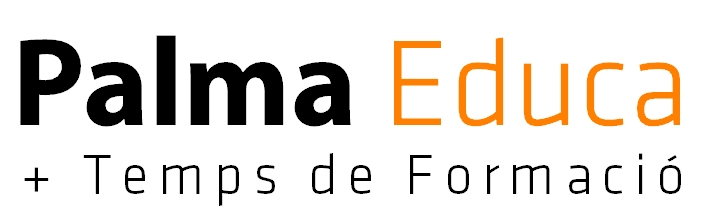 Palma Educa
+ Temps de Formació